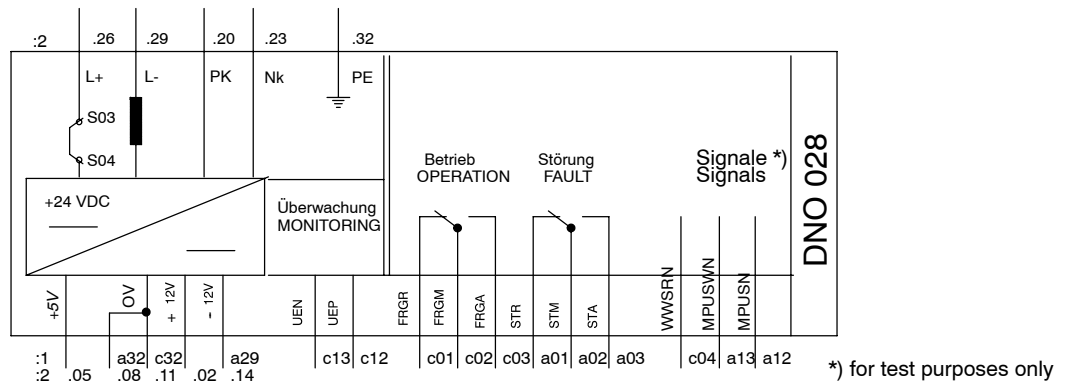 :2 .26 .29 .20 .23 .32
L+ L- PK Nk PE
S03
S04
Betrieb
OPERATION
Störung
FAULT
Signale *)
Signals
DNO 028
+24 VDC
Überwachung
MONITORING
+5V
OV
+ 12V
- 12V
UEN
UEP
FRGR
FRGM
FRGA
STR
STM
STA
WWSRN
MPUSWN
MPUSN
:1 a32 c32 a29 c13 c12 c01 c02 c03 a01 a02 a03 c04 a13 a12
:2 .05 .08 .11 .02 .14
*) for test purposes only